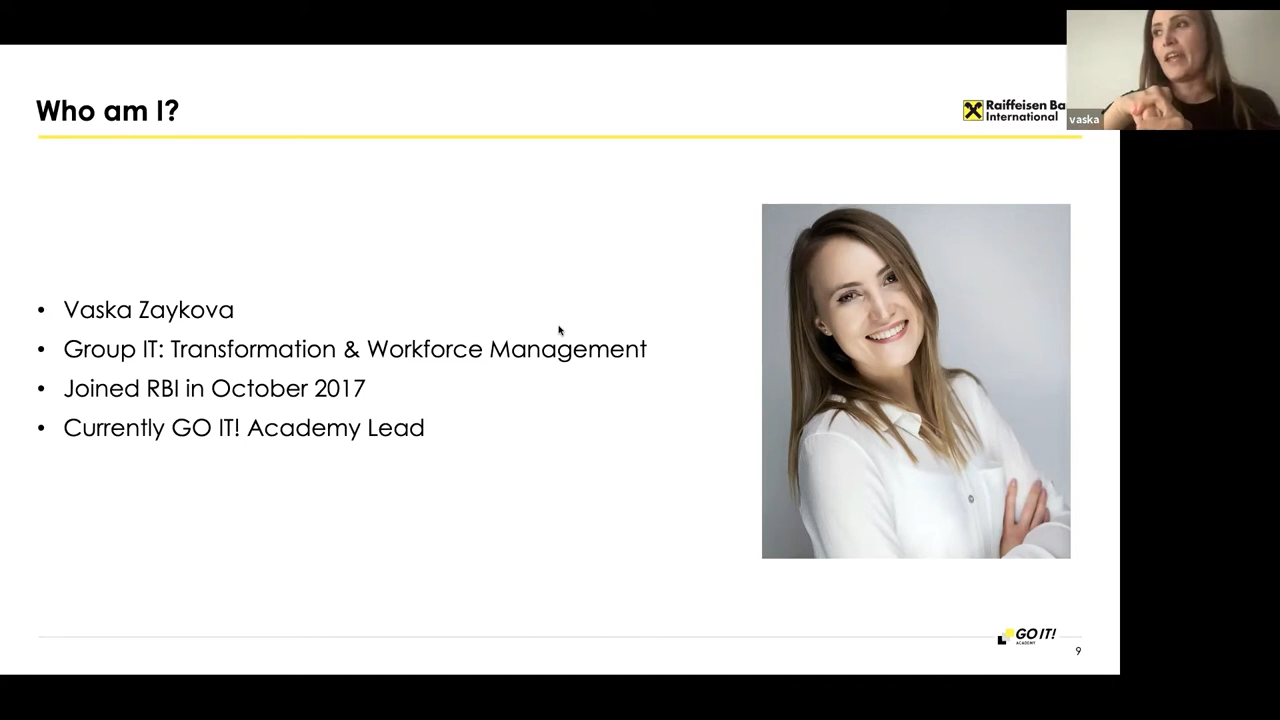 Who am I?
Raiffeisen Ba
International
vaska
• Vaska Zaykova
• Group IT: Transformation & Workforce Management
• Joined RBI in October 2017
• Currently GO IT! Academy Lead
GO IT!
ACADEMY
9